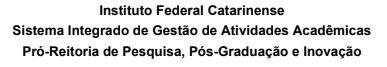 Instituto Federal Catarinense
Sistema Integrado de Gestão de Atividades Acadêmicas
Pró-Reitoria de Pesquisa, Pós-Graduação e Inovação